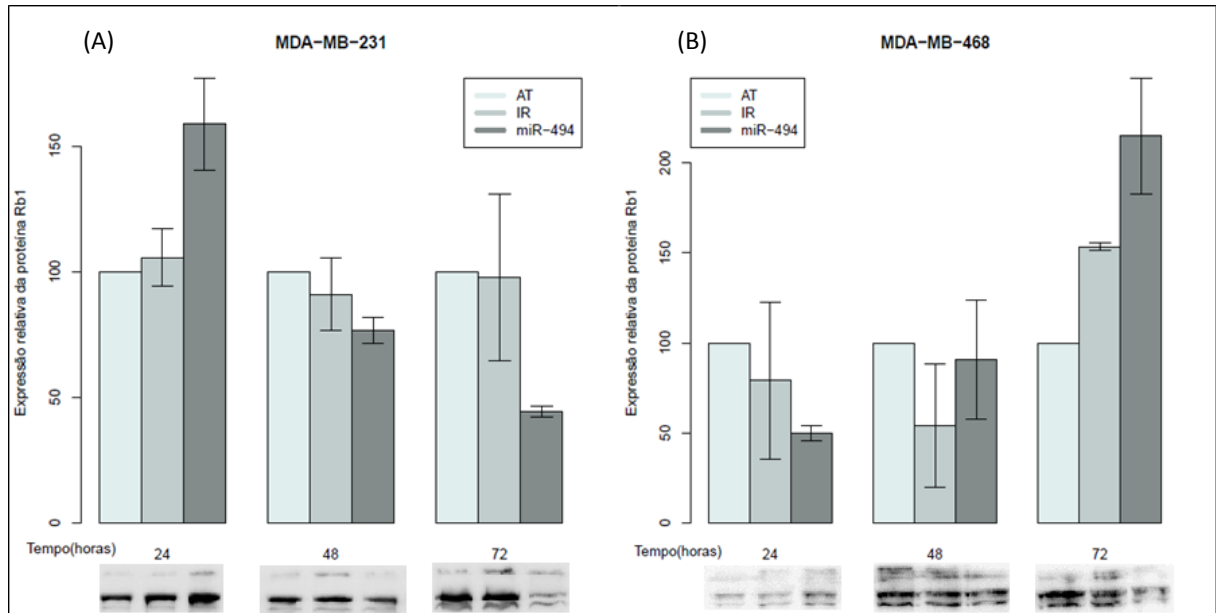 (A)
MDA-MB-231
AT
IR
miR-494
Expressão relativa da proteína Rb1
150
100
50
0
Tempo(horas)
24
48
72
(B)
MDA-MB-468
AT
IR
miR-494
Expressão relativa da proteína Rb1
200
150
100
50
0
Tempo(horas)
24
48
72